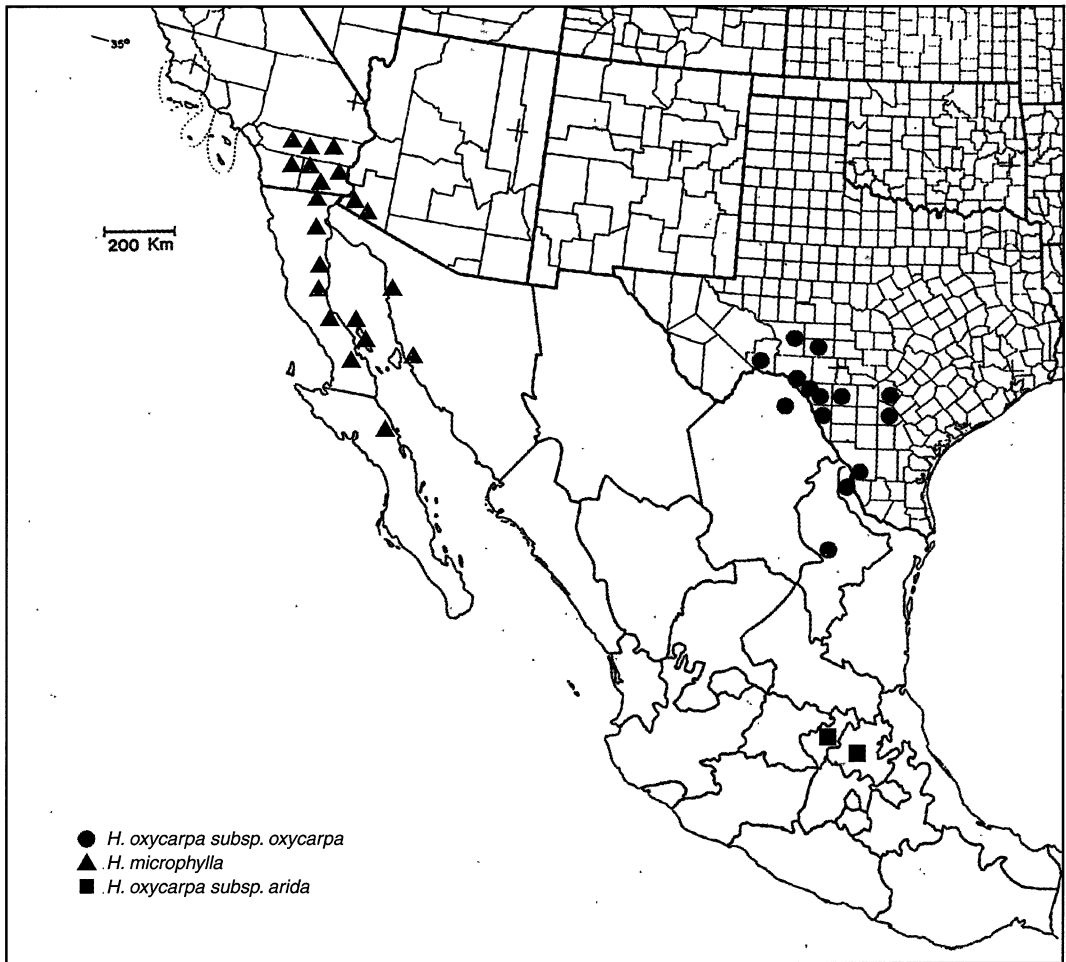 35°
200 Km
H. oxycarpa subsp. oxycarpa
H. microphylla
H. oxycarpa subsp. arida